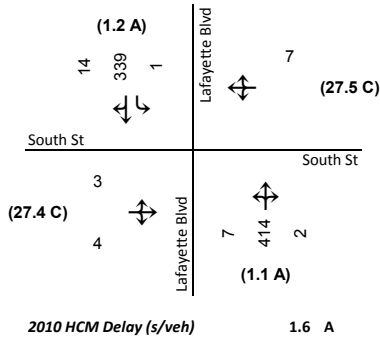 (1.2 A)
14 339 1
Lafayette Blvd
7
(27.5 C)
South St
South St
3
(27.4 C)
4
Lafayette Blvd
7 414 2
(1.1 A)
2010 HCM Delay (s/veh) 1.6 A